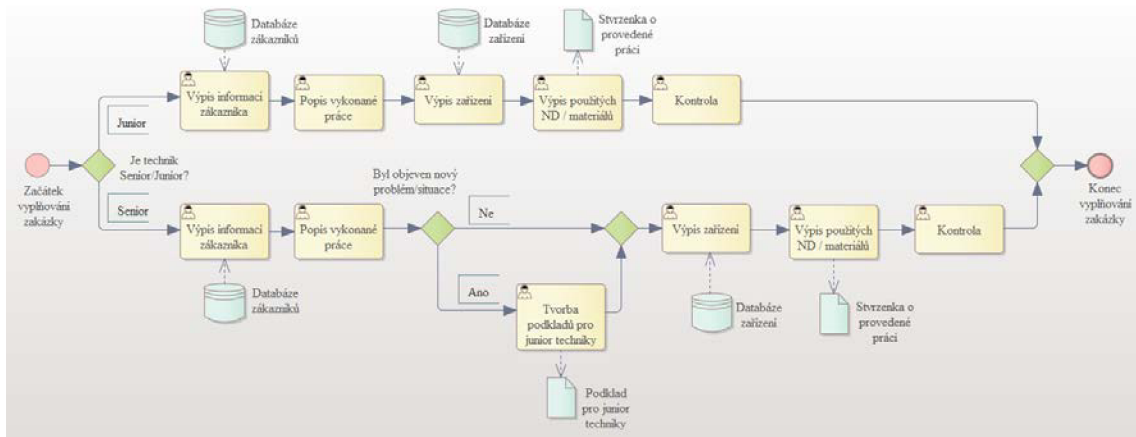 Databáze
zákazníků
Databáze
zařízení
Stvrzenka o
provedené
práci
Výpis informací
zákazníka
Popis vykonané
práce
Výpis zařízení
Výpis použitých
ND / materiálů
Kontrola
Junior
Je technik
Senior/Junior?
Začátek
vyplňování
zakázky
Senior
Byl objeven nový
problém/situace?
Ne
Konec
vyplňování
zakázky
Výpis informací
zákazníka
Popis vykonané
práce
Výpis zařízení
Výpis použitých
ND / materiálů
Kontrola
Databáze
zákazníků
Ano
Tvorba
podkladů pro
junior techniky
Databáze
zařízení
Stvrzenka o
provedené
práci
Podklad
pro junior
techniky